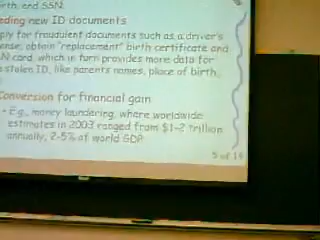 birth, and SSN.
eding new ID documents
ply for fraudulent documents such as a driver's
ense, obtain "replacement" birth certificate and
N card, which in turn provides more data for
stolen ID, like parents names, place of birth,
Conversion for financial gain
• E.g., money laundering, where worldwide
estimates in 2003 ranged from $1-2 trillion
annually, 2-5% of world GDP
5 of 14